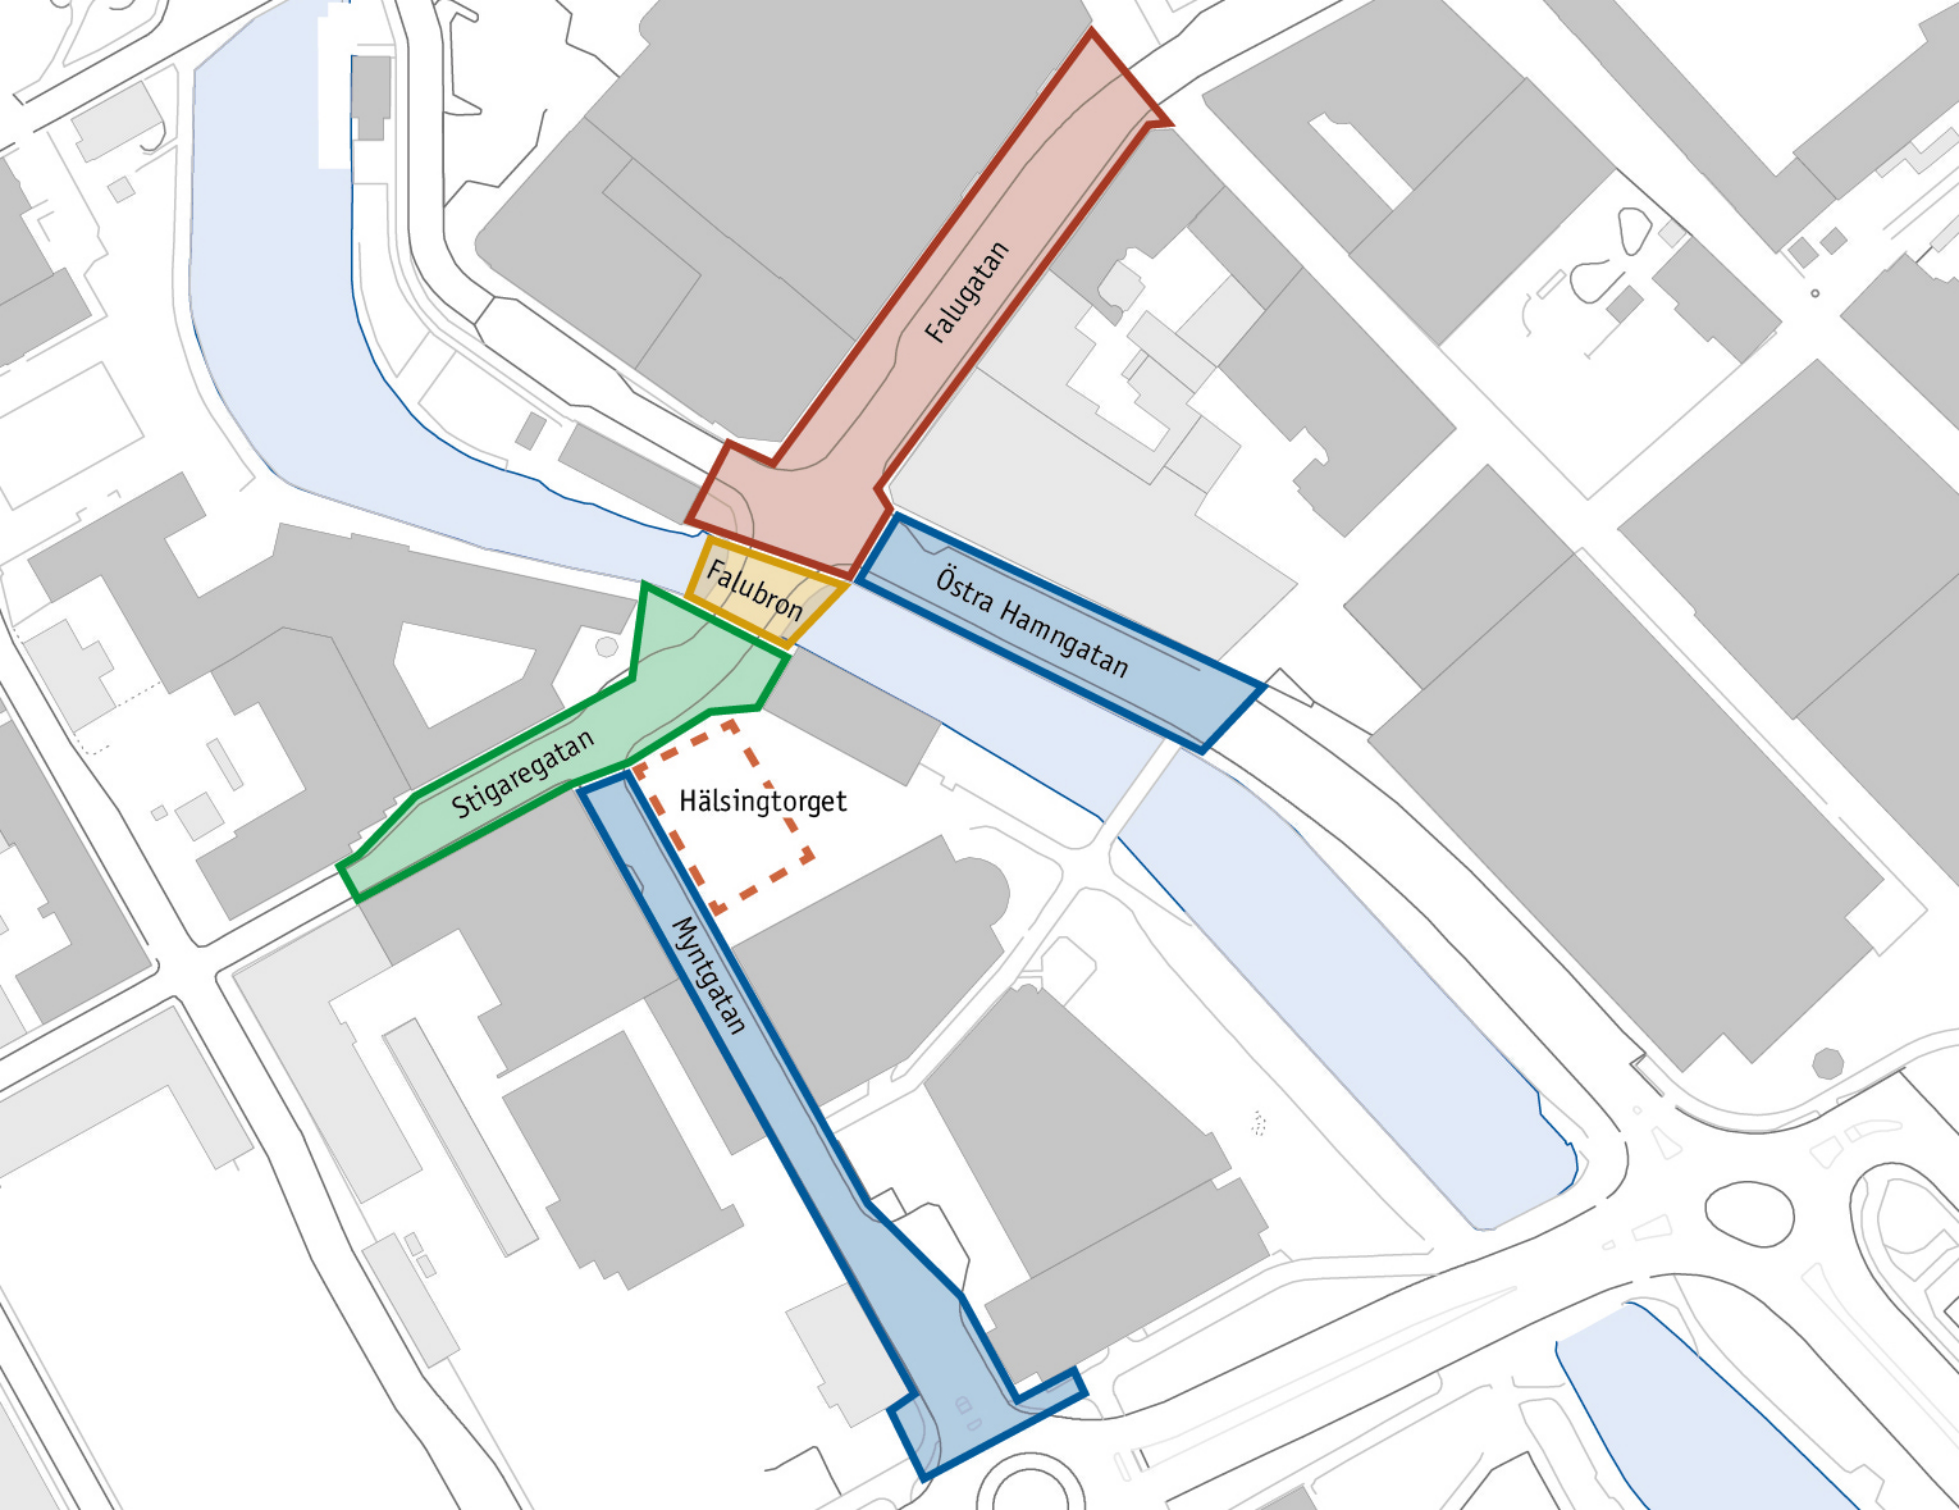 Falugatan
Falubron
Östra Hamngatan
Stigaregatan
Hälsingtorget
Myntgatan